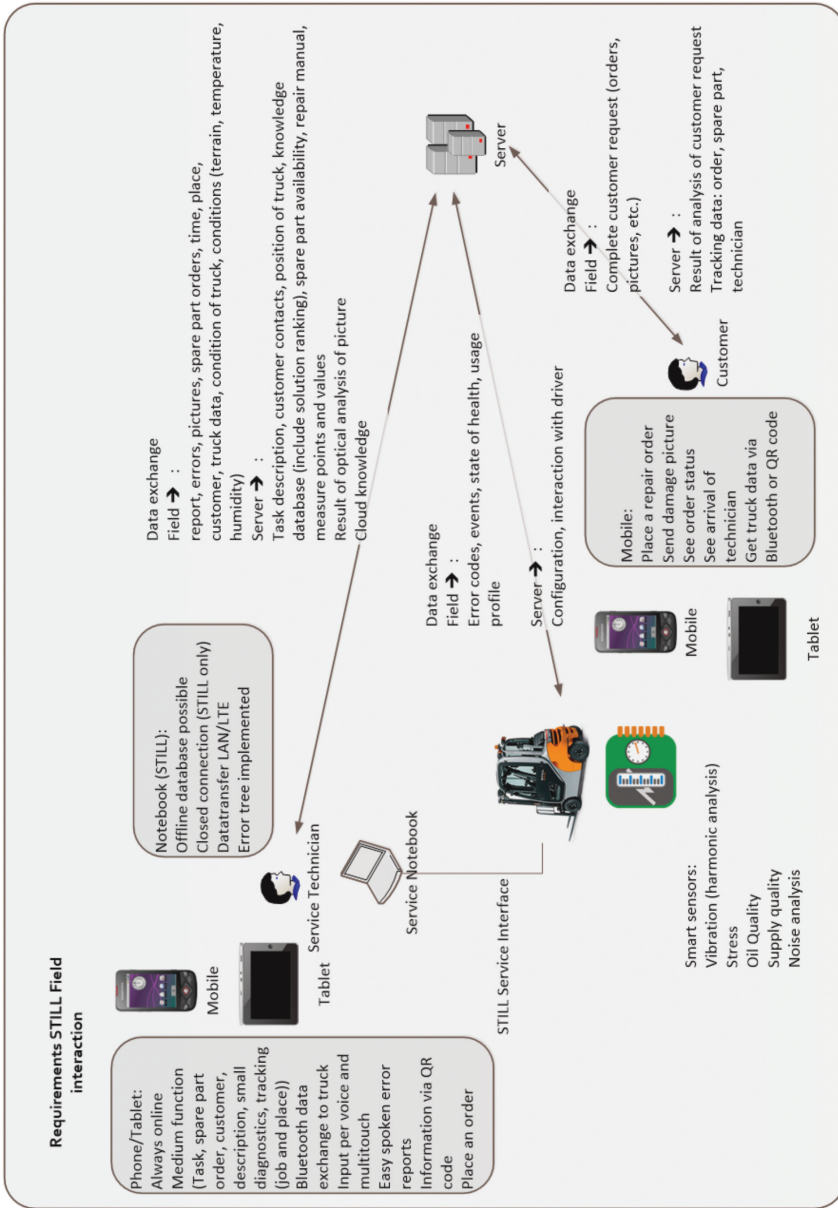 Requirements STILL Field
interaction
Phone/Tablet:
Always online
Medium function
(Task, spare part
order, customer,
description, small
diagnostics, tracking
(job and place))
Bluetooth data
exchange to truck
Input per voice and
multitouch
Easy spoken error
reports
Information via QR
code
Place an order
Mobile
Tablet
Service Technician
Notebook (STILL):
Offline database possible
Closed connection (STILL only)
Datatransfer LAN/LTE
Error tree implemented
Service Notebook
STILL Service Interface
Data exchange
Field ➔ :
report, errors, pictures, spare part orders, time, place,
customer, truck data, condition of truck, conditions (terrain, temperature,
humidity)
Server ➔ :
Task description, customer contacts, position of truck, knowledge
database (include solution ranking), spare part availability, repair manual,
measure points and values
Result of optical analysis of picture
Cloud knowledge
Server
Data exchange
Field ➔ :
Error codes, events, state of health, usage
profile
Server ➔ :
Configuration, interaction with driver
Smart sensors:
Vibration (harmonic analysis)
Stress
Oil Quality
Supply quality
Noise analysis
Data exchange
Field ➔ :
Complete customer request (orders,
pictures, etc.)
Server ➔ :
Result of analysis of customer request
Tracking data: order, spare part,
technician
Customer
Mobile:
Place a repair order
Send damage picture
See order status
See arrival of
technician
Get truck data via
Bluetooth or QR code
Mobile
Tablet